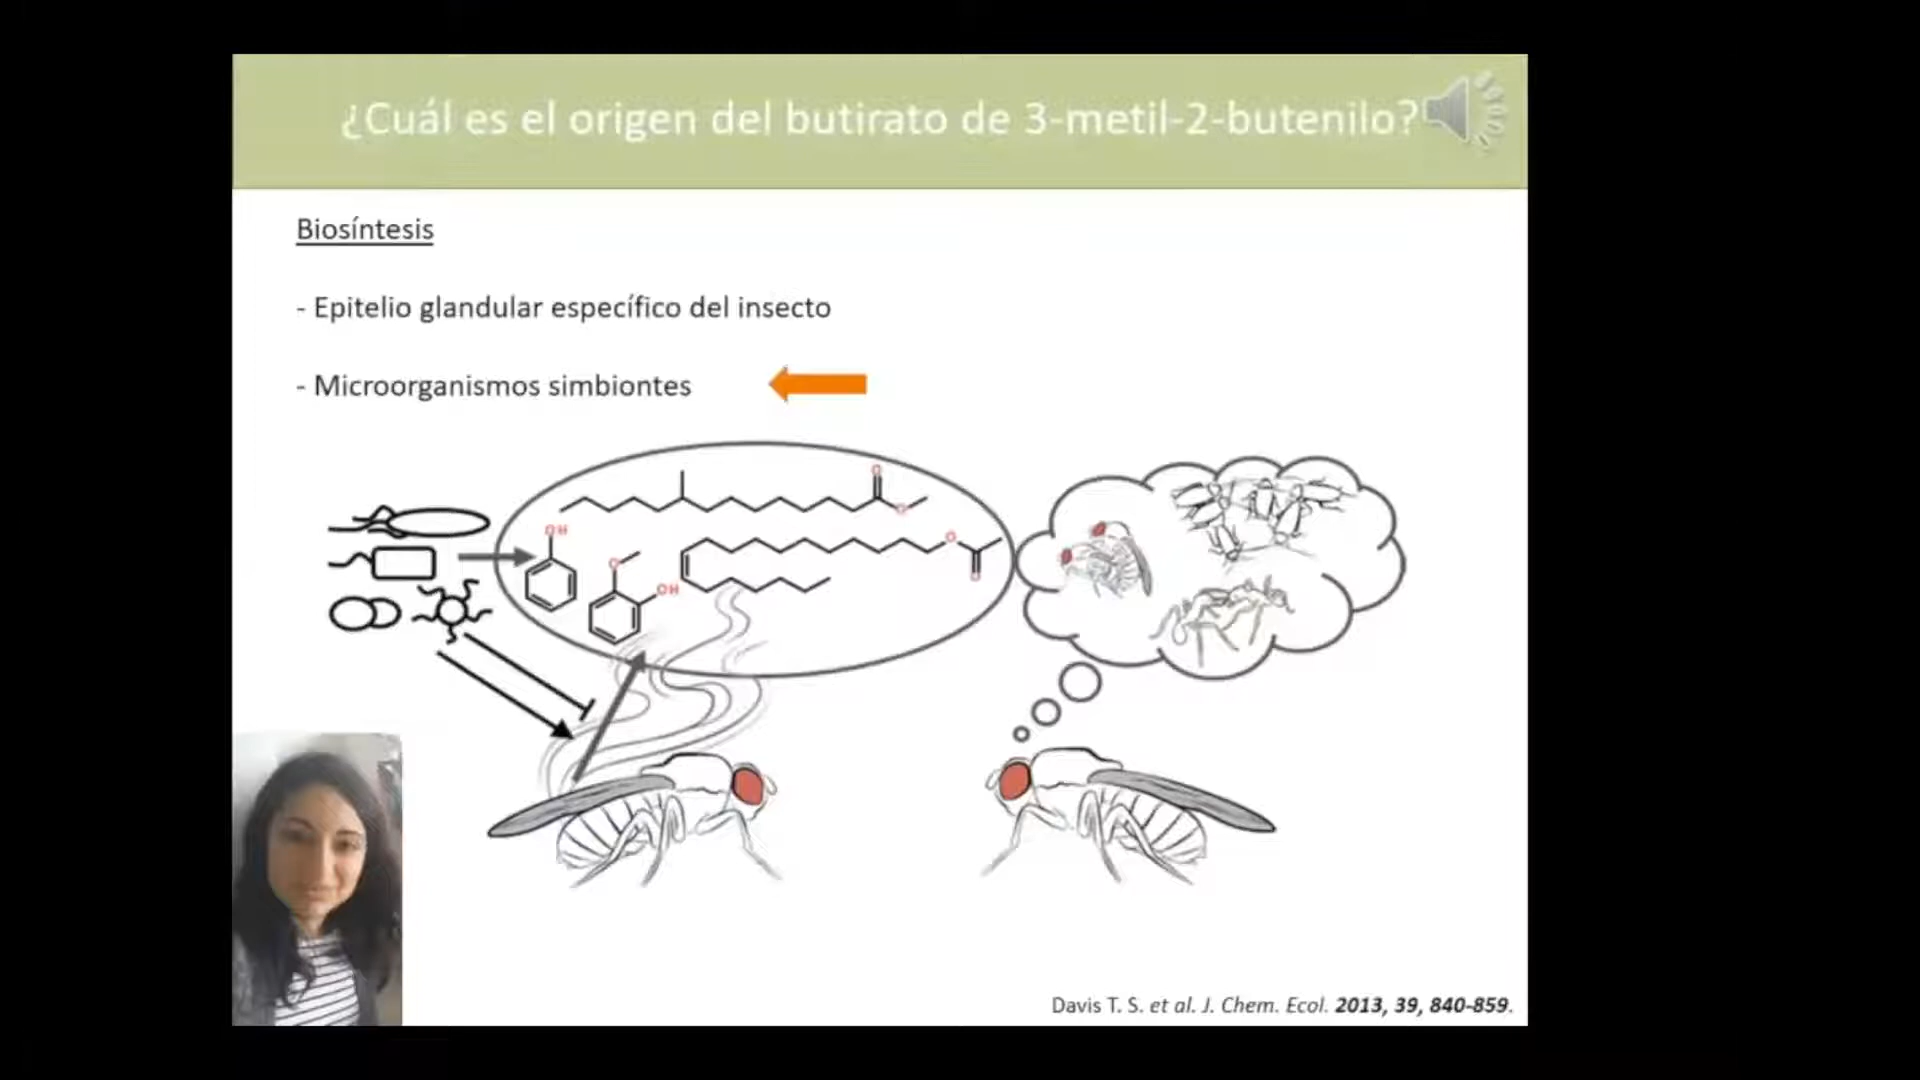 ¿Cuál es el origen del butirato de 3-metil-2-butenilo?
Biosíntesis
- Epitelio glandular específico del insecto
- Microorganismos simbiontes
O
O
OH
O
O
O
OH
Davis T. S. et al. J. Chem. Ecol. 2013, 39, 840-859.